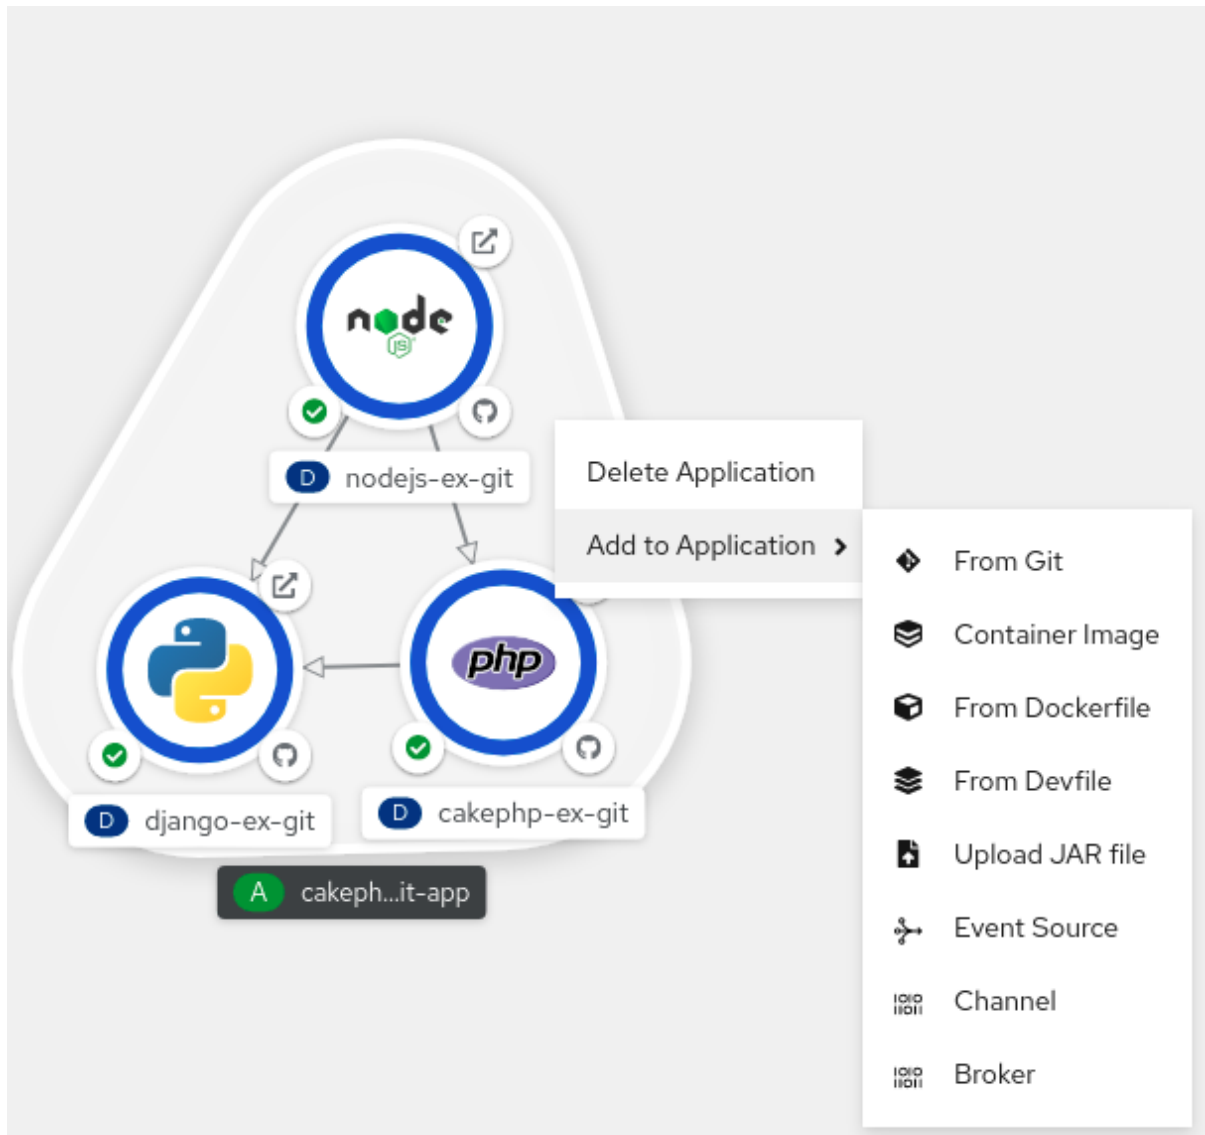 node
JS
D nodejs-ex-git
Delete Application
Add to Application
From Git
Container Image
From Dockerfile
From Devfile
Upload JAR file
Event Source
Channel
Broker
php
D django-ex-git
D cakephp-ex-git
A cakeph...it-app